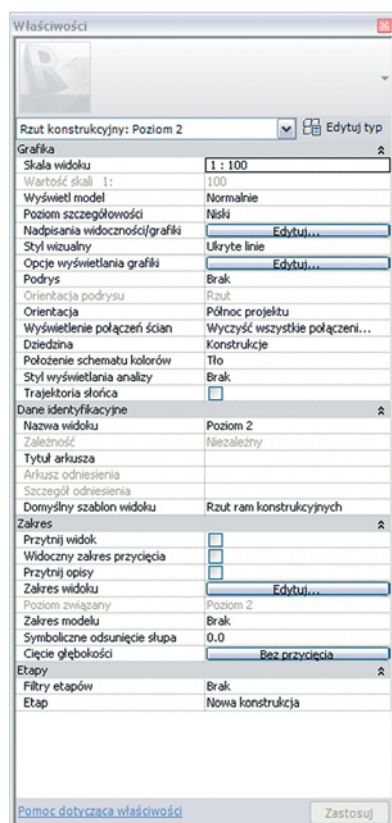 Właściwości
Rzut konstrukcyjny: Poziom 2 Edytuj typ
Grafika
Skala widoku 1 : 100
Wartość skali 1: 100
Wyświetl model Normalnie
Poziom szczegółowości Niski
Nadpisania widoczności/grafiki Edytuj...
Styl wizualny Ukryte linie
Opcje wyświetlania grafiki Edytuj...
Podrys Brak
Orientacja podrysu Rzut
Orientacja Północ projektu
Wyświetlenie połączeń ścian Wyczyść wszystkie połączeni...
Dziedzina Konstrukcje
Położenie schematu kolorów Tło
Styl wyświetlania analizy Brak
Trajektoria słońca
Dane identyfikacyjne
Nazwa widoku Poziom 2
Zależność Niezależny
Tytuł arkusza
Arkusz odniesienia
Szczegół odniesienia
Domyślny szablon widoku Rzut ram konstrukcyjnych
Zakres
Przytnij widok
Widoczny zakres przycięcia
Przytnij opisy
Zakres widoku Edytuj...
Poziom związany Poziom 2
Zakres modelu Brak
Symboliczne odsunięcie słupa 0.0
Cięcie głębokości Bez przycięcia
Etapy
Filtry etapów Brak
Etap Nowa konstrukcja
Pomoc dotycząca właściwości Zastosuj